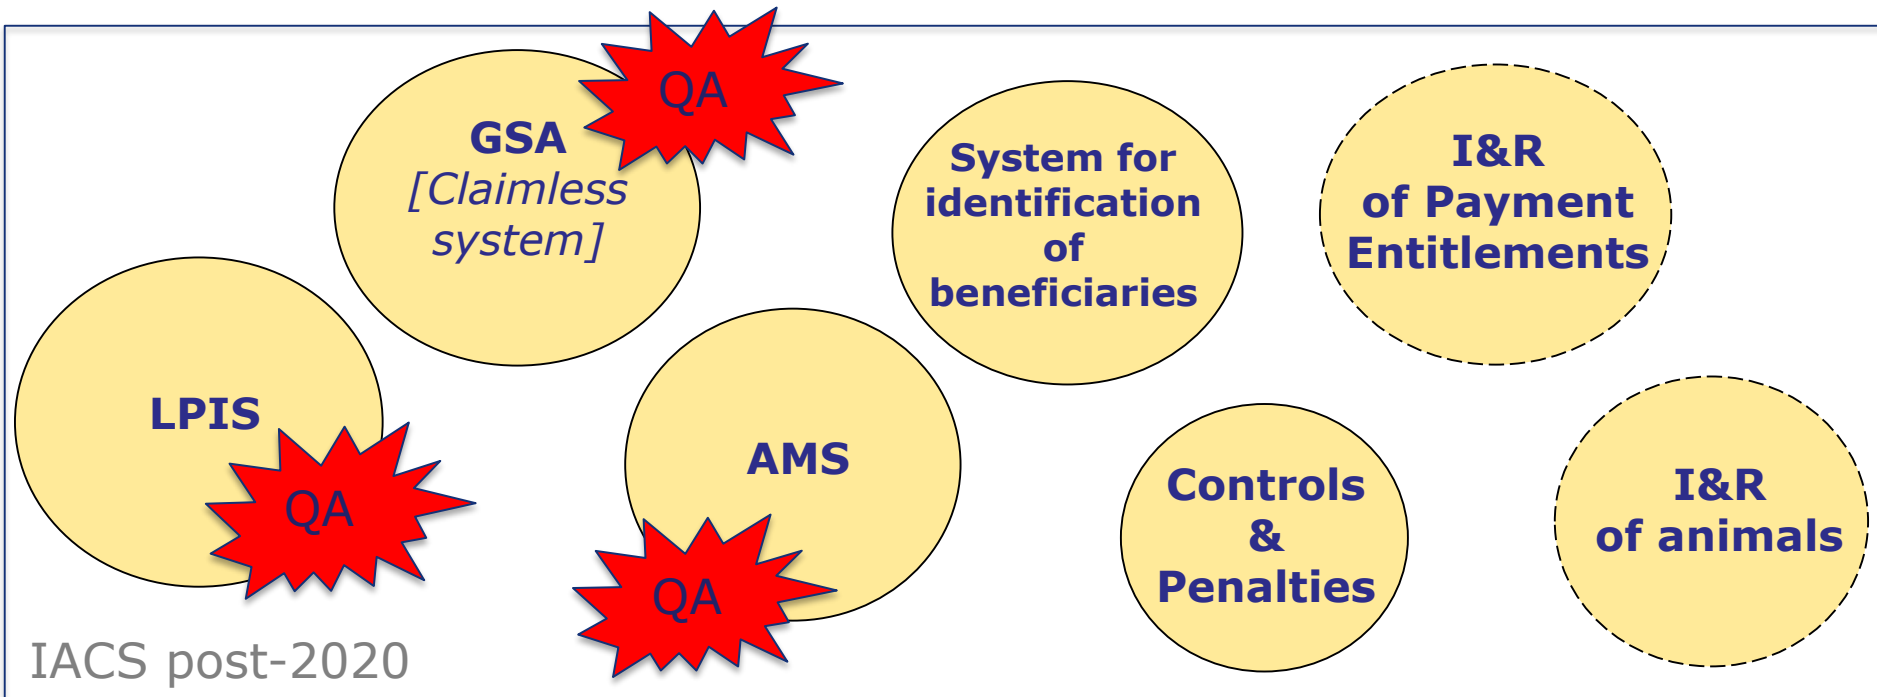 QA
GSA
[Claimless
system]
System for
identification
of
beneficiaries
I&R
of Payment
Entitlements
LPIS
QA
AMS
QA
Controls
&
Penalties
I&R
of animals
IACS post-2020